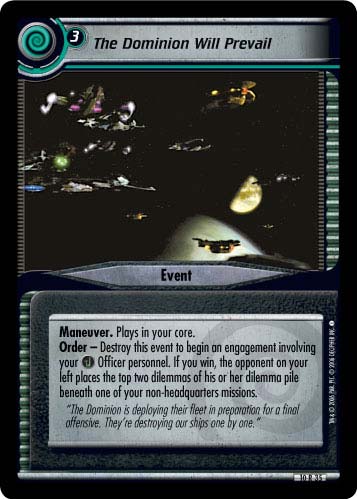 3
The Dominion Will Prevail
Event
Maneuver. Plays in your core.
Order – Destroy this event to begin an engagement involving
your Officer personnel. If you win, the opponent on your
left places the top two dilemmas of his or her dilemma pile
beneath one of your non-headquarters missions.
"The Dominion is deploying their fleet in preparation for a final
offensive. They're destroying our ships one by one."
10 R 35